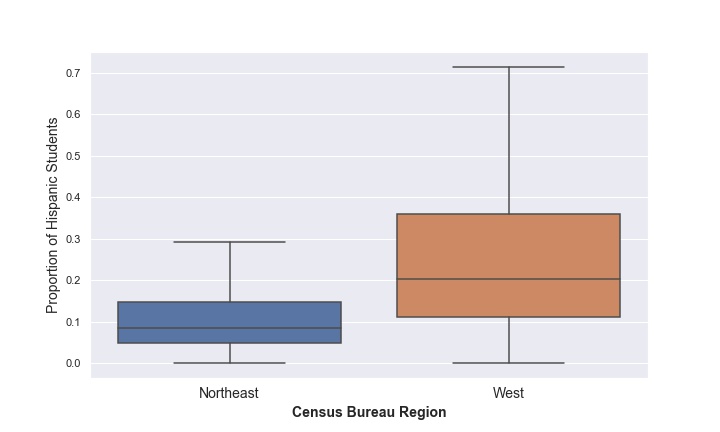 Proportion of Hispanic Students
0.7
0.6
0.5
0.4
0.3
0.2
0.1
0.0
Northeast
West
Census Bureau Region